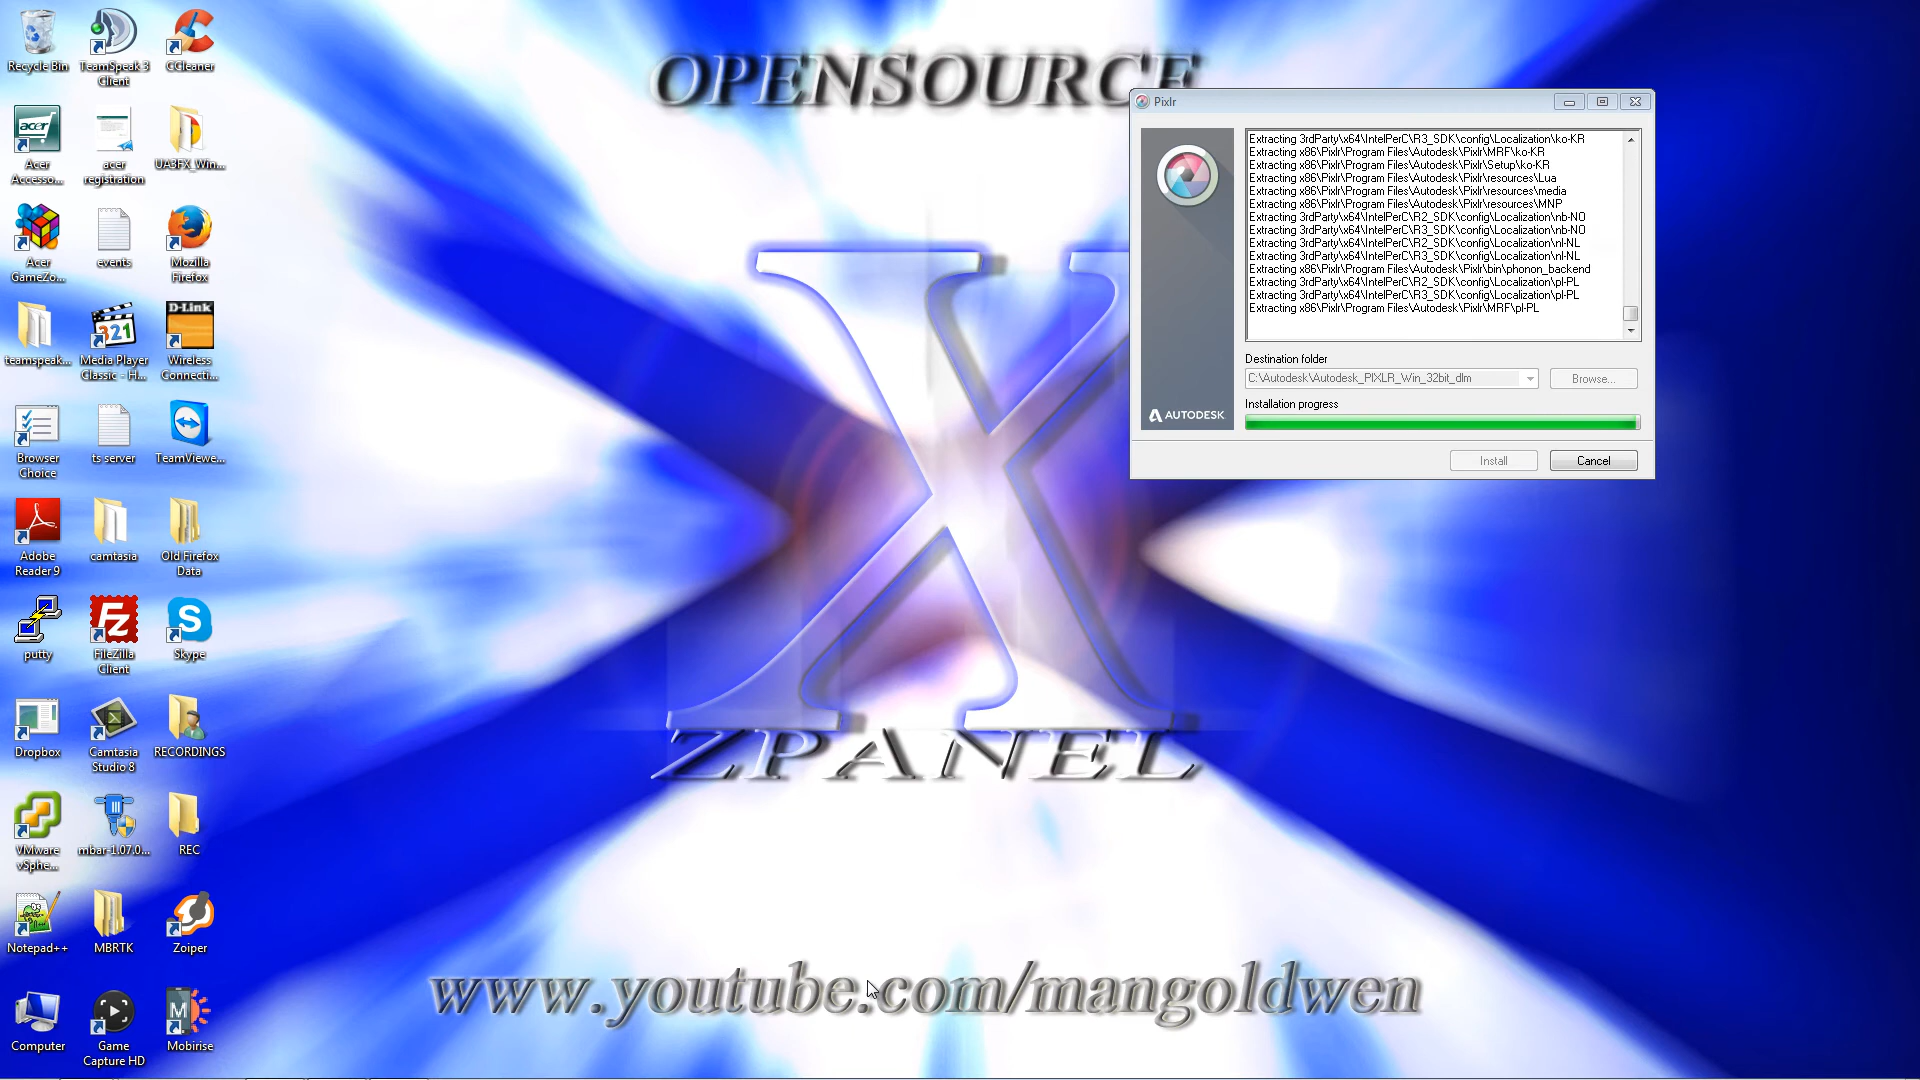 Recycle Bin
TeamSpeak 3
Client
CCleaner
Acer
Accesso...
acer
registration
UA3FX_Win...
Acer
GameZo...
events
Mozilla
Firefox
teamspeak...
321
Media Player
Classic - H...
D-Link
Wireless
Connecti...
Browser
Choice
ts server
TeamViewe...
Adobe
Reader 9
camtasia
Old Firefox
Data
putty
FileZilla
Client
Skype
Dropbox
Camtasia
Studio 8
RECORDINGS
VMware
vSphe...
mbar-1.07.0...
REC
Notepad++
MBRTK
Zoiper
Computer
Game
Capture HD
Mobirise
OPENSOURCE
X
ZPANEL
www.youtube.com/mangoldwen
Pixlr
Extracting 3rdParty\x64\IntelPerC\R3_SDK\config\Localization\ko-KR
Extracting x86\Pixlr\Program Files\Autodesk\Pixlr\MRF\ko-KR
Extracting x86\Pixlr\Program Files\Autodesk\Pixlr\Setup\ko-KR
Extracting x86\Pixlr\Program Files\Autodesk\Pixlr\resources\Lua
Extracting x86\Pixlr\Program Files\Autodesk\Pixlr\resources\media
Extracting x86\Pixlr\Program Files\Autodesk\Pixlr\resources\MNP
Extracting 3rdParty\x64\IntelPerC\R2_SDK\config\Localization\nb-NO
Extracting 3rdParty\x64\IntelPerC\R3_SDK\config\Localization\nb-NO
Extracting 3rdParty\x64\IntelPerC\R2_SDK\config\Localization\nl-NL
Extracting 3rdParty\x64\IntelPerC\R3_SDK\config\Localization\nl-NL
Extracting x86\Pixlr\Program Files\Autodesk\Pixlr\bin\phonon_backend
Extracting 3rdParty\x64\IntelPerC\R2_SDK\config\Localization\pl-PL
Extracting 3rdParty\x64\IntelPerC\R3_SDK\config\Localization\pl-PL
Extracting x86\Pixlr\Program Files\Autodesk\Pixlr\MRF\pl-PL
AUTODESK
Destination folder
C:\Autodesk\Autodesk_PIXLR_Win_32bit_dlm
Browse...
Installation progress
Install
Cancel